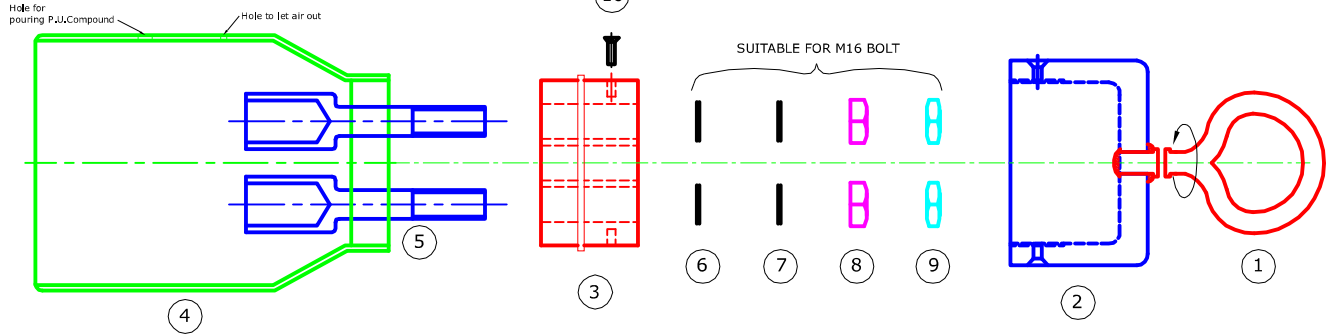 Hole for
pouring P.U.Compound
Hole to let air out
SUITABLE FOR M16 BOLT
5
6
7
8
9
3
2
1
4